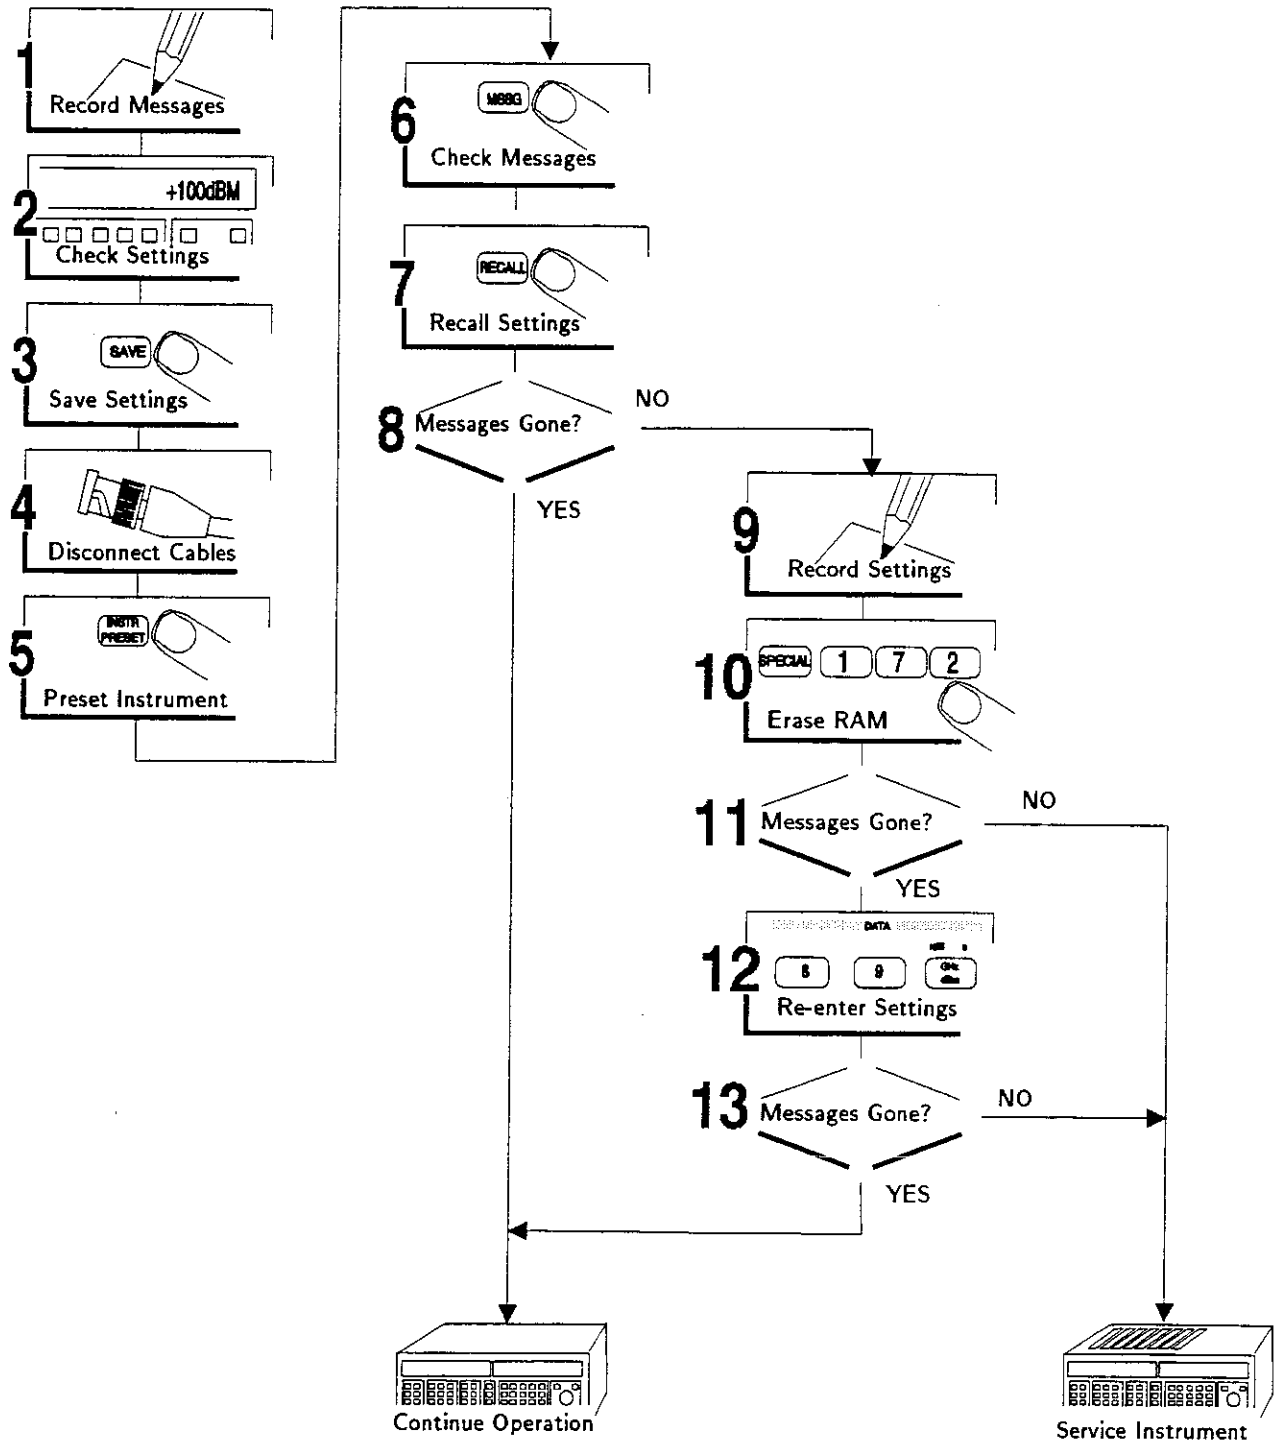 1
Record Messages
2
+100dBM
Check Settings
3
SAVE
Save Settings
4
Disconnect Cables
5
INSTR
PRESET
Preset Instrument
6
MSSG
Check Messages
7
RECALL
Recall Settings
8
Messages Gone?
NO
YES
9
Record Settings
10
SPECIAL 1 7 2
Erase RAM
11
Messages Gone?
NO
YES
12
DATA
9
GHz
dBm
Re-enter Settings
13
Messages Gone?
NO
YES
Continue Operation
Service Instrument